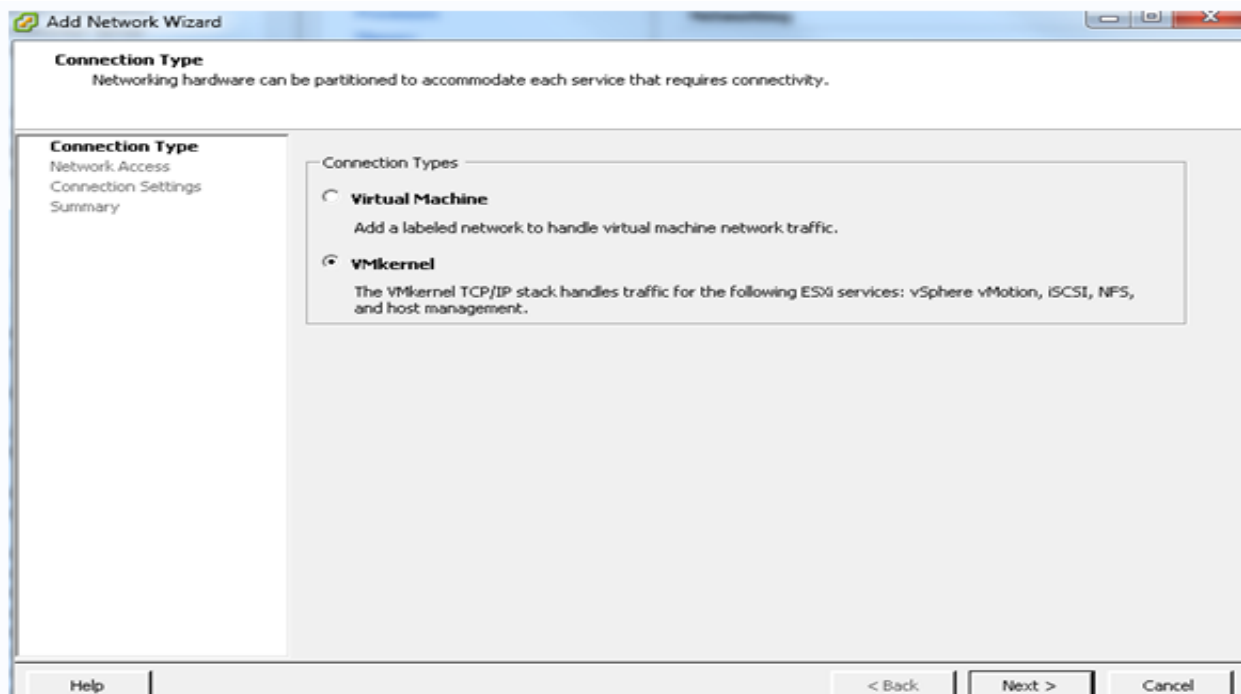 Add Network Wizard
Connection Type
Networking hardware can be partitioned to accommodate each service that requires connectivity.
Connection Type
Network Access
Connection Settings
Summary
Connection Types
Virtual Machine
Add a labeled network to handle virtual machine network traffic.
VMkernel
The VMkernel TCP/IP stack handles traffic for the following ESXi services: vSphere vMotion, iSCSI, NFS,
and host management.
Help
< Back
Next >
Cancel